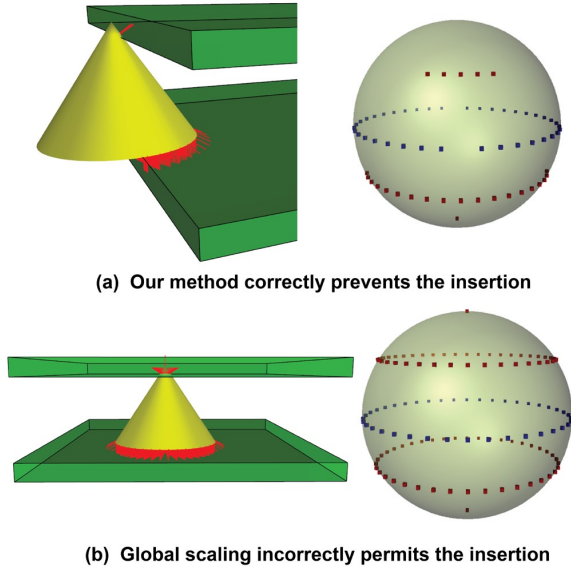 (a) Our method correctly prevents the insertion
(b) Global scaling incorrectly permits the insertion